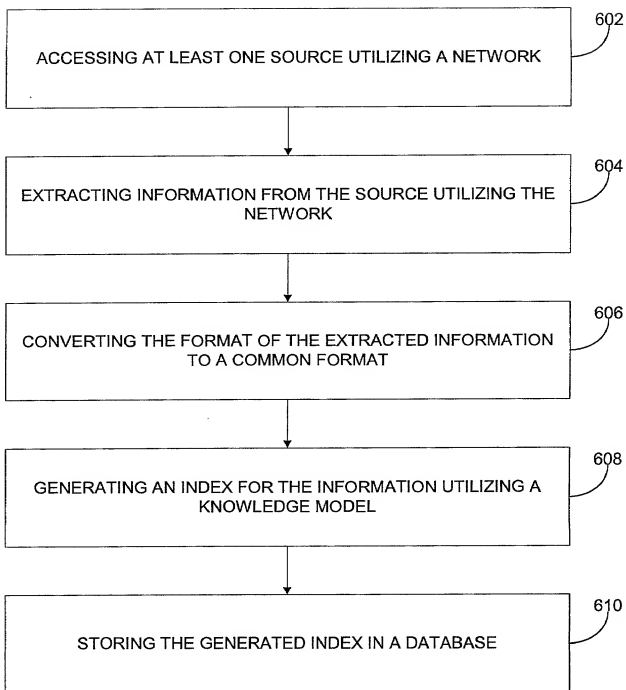 602
ACCESSING AT LEAST ONE SOURCE UTILIZING A NETWORK
604
EXTRACTING INFORMATION FROM THE SOURCE UTILIZING THE
NETWORK
606
CONVERTING THE FORMAT OF THE EXTRACTED INFORMATION
TO A COMMON FORMAT
608
GENERATING AN INDEX FOR THE INFORMATION UTILIZING A
KNOWLEDGE MODEL
610
STORING THE GENERATED INDEX IN A DATABASE